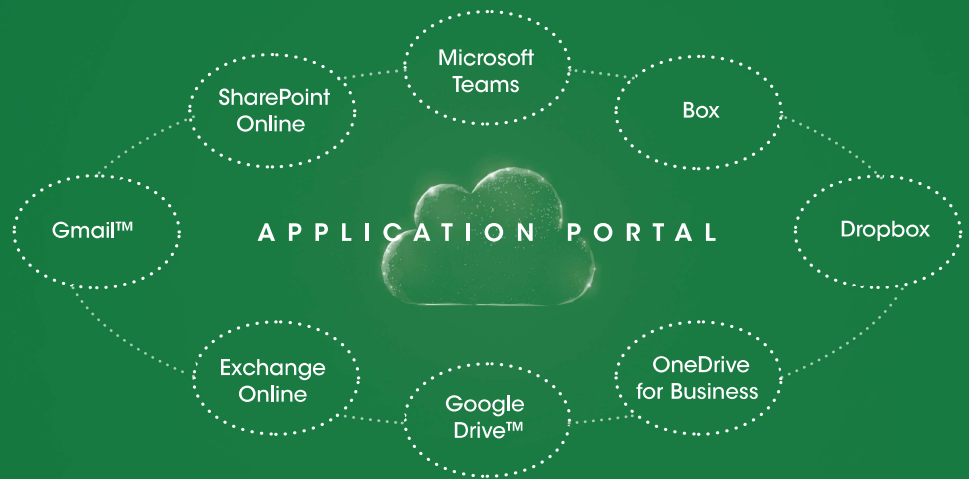 Microsoft
Teams
SharePoint
Online
Box
Gmail™
APPLICATION PORTAL
Dropbox
Exchange
Online
Google
Drive™
OneDrive
for Business